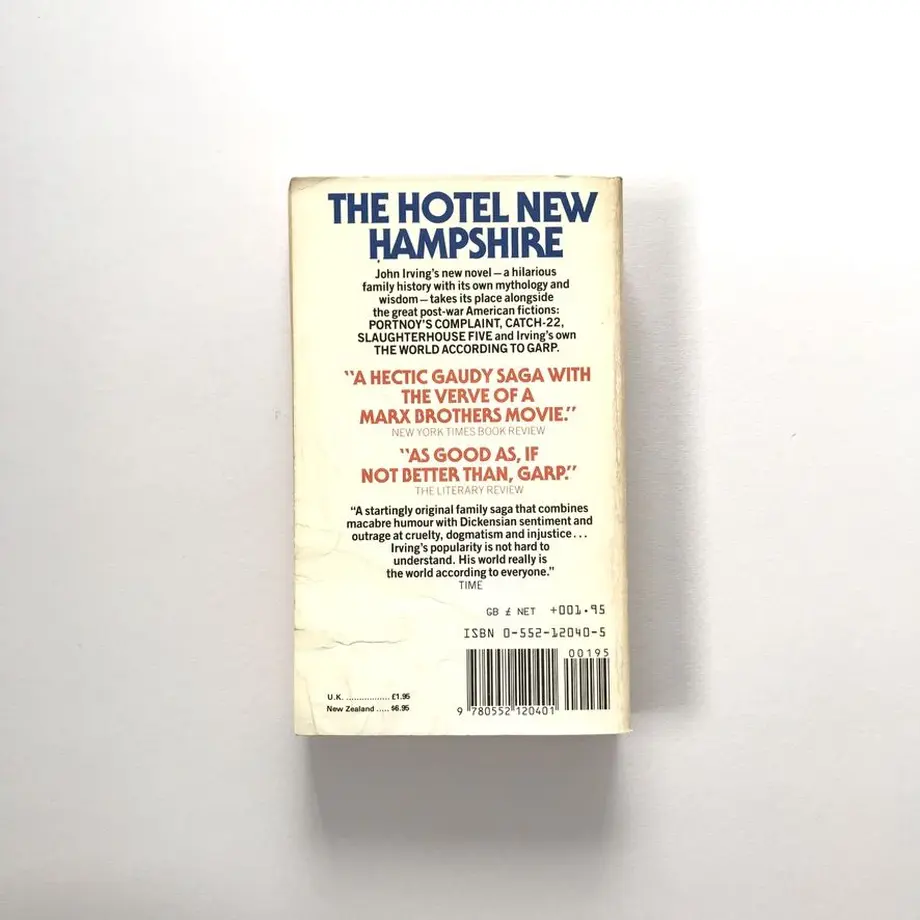 THE HOTEL NEW
HAMPSHIRE
John Irving's new novel – a hilarious
family history with its own mythology and
wisdom – takes its place alongside
the great post-war American fictions:
PORTNOY'S COMPLAINT, CATCH-22,
SLAUGHTERHOUSE FIVE and Irving's own
THE WORLD ACCORDING TO GARP.
"A HECTIC GAUDY SAGA WITH
THE VERVE OF A
MARX BROTHERS MOVIE."
NEW YORK TIMES BOOK REVIEW
"AS GOOD AS, IF
NOT BETTER THAN, GARP."
THE LITERARY REVIEW
"A startingly original family saga that combines
macabre humour with Dickensian sentiment and
outrage at cruelty, dogmatism and injustice...
Irving's popularity is not hard to
understand. His world really is
the world according to everyone."
TIME
GB £ NET +001.95
ISBN 0-552-12040-5
00195
U.K. ................ £1.95
New Zealand ..... $6.95
9 780552 120401